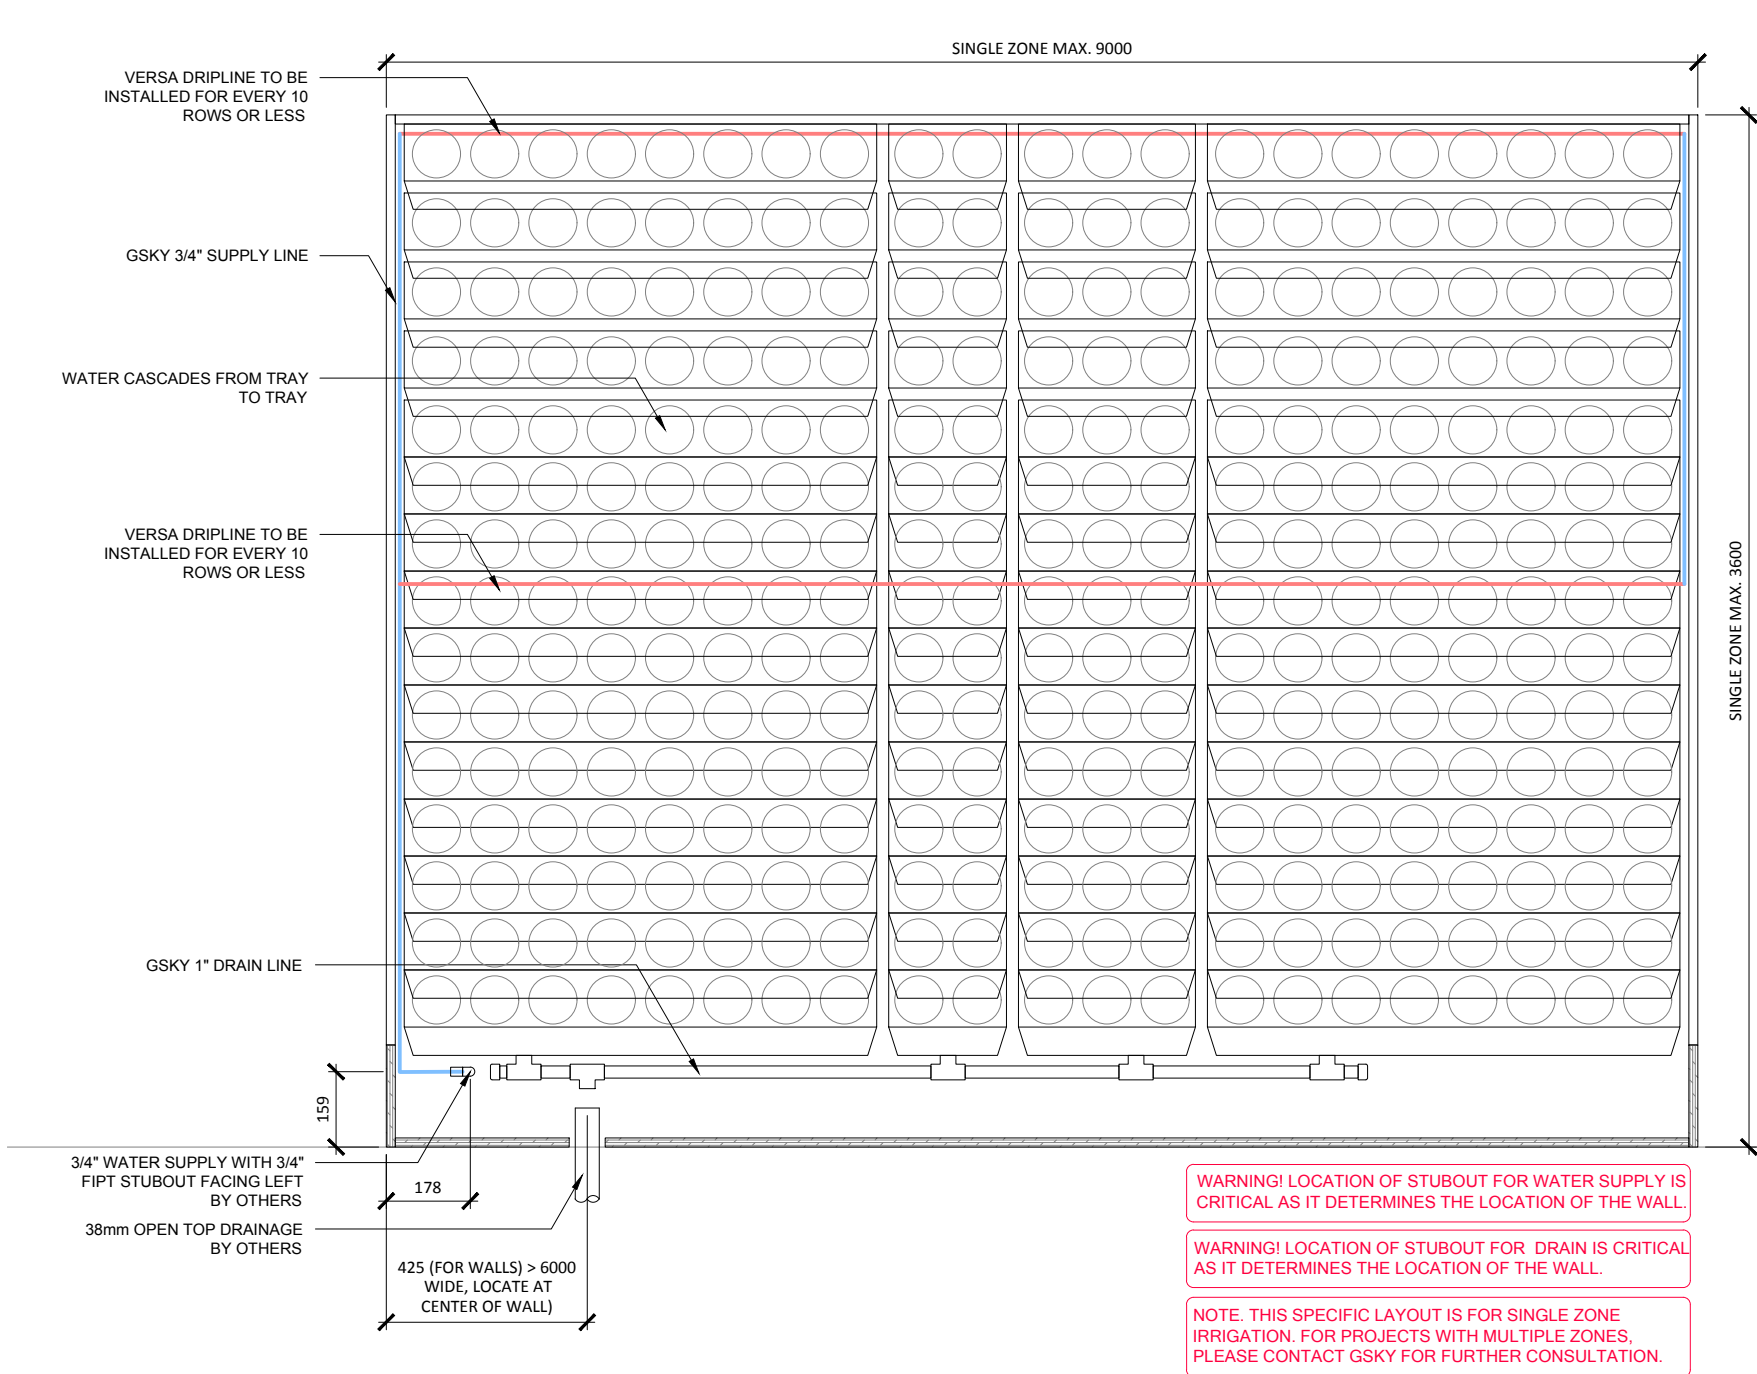 SINGLE ZONE MAX. 9000
VERSA DRIPLINE TO BE
INSTALLED FOR EVERY 10
ROWS OR LESS
GSKY 3/4" SUPPLY LINE
WATER CASCADES FROM TRAY
TO TRAY
VERSA DRIPLINE TO BE
INSTALLED FOR EVERY 10
ROWS OR LESS
SINGLE ZONE MAX. 3600
GSKY 1" DRAIN LINE
159
3/4" WATER SUPPLY WITH 3/4"
FIPT STUBOUT FACING LEFT
BY OTHERS
178
38mm OPEN TOP DRAINAGE
BY OTHERS
425 (FOR WALLS) > 6000
WIDE, LOCATE AT
CENTER OF WALL)
WARNING! LOCATION OF STUBOUT FOR WATER SUPPLY IS
CRITICAL AS IT DETERMINES THE LOCATION OF THE WALL.
WARNING! LOCATION OF STUBOUT FOR DRAIN IS CRITICAL
AS IT DETERMINES THE LOCATION OF THE WALL.
NOTE. THIS SPECIFIC LAYOUT IS FOR SINGLE ZONE
IRRIGATION. FOR PROJECTS WITH MULTIPLE ZONES,
PLEASE CONTACT GSKY FOR FURTHER CONSULTATION.